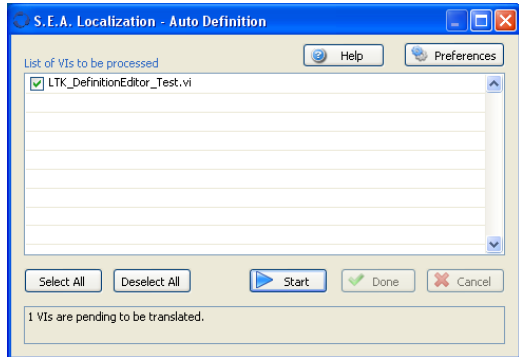 S.E.A. Localization - Auto Definition
Help
Preferences
List of VIs to be processed
LTK_DefinitionEditor_Test.vi
Select All
Deselect All
Start
Done
Cancel
1 VIs are pending to be translated.